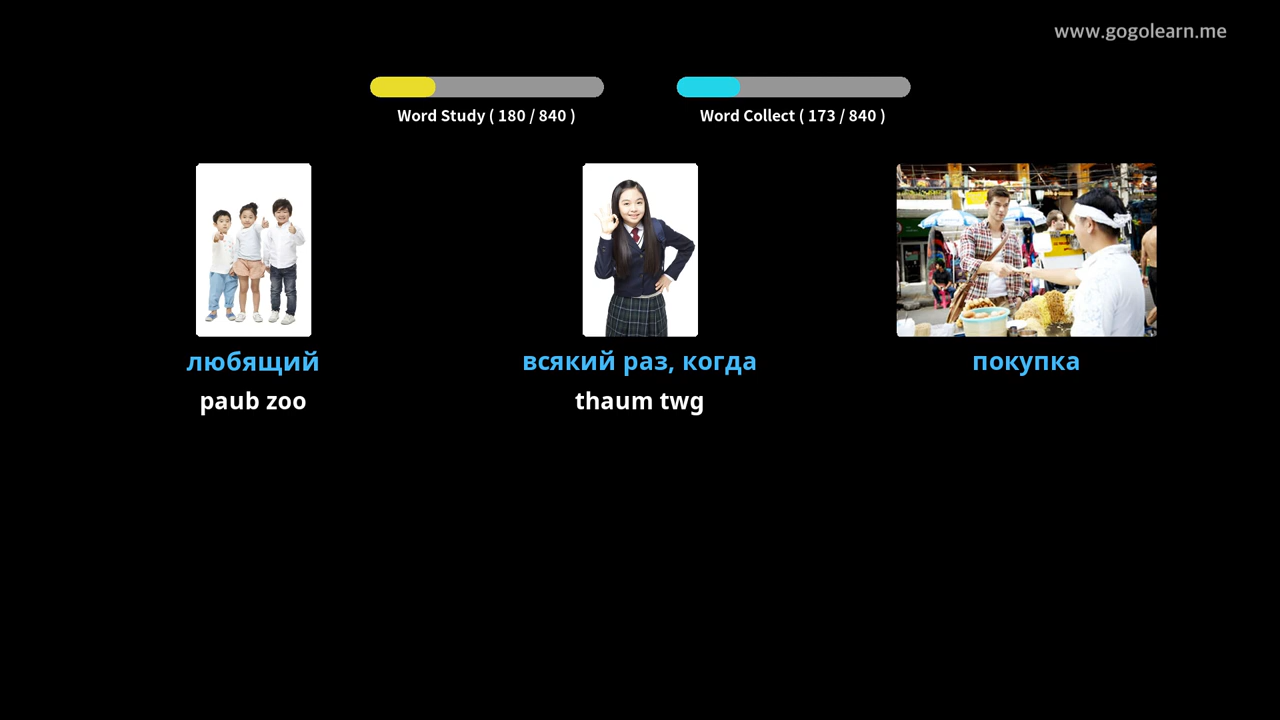 www.gogolearn.me
Word Study ( 180 / 840 )
Word Collect ( 173 / 840 )
любящий
всякий раз, когда
покупка
paub zoo
thaum twg